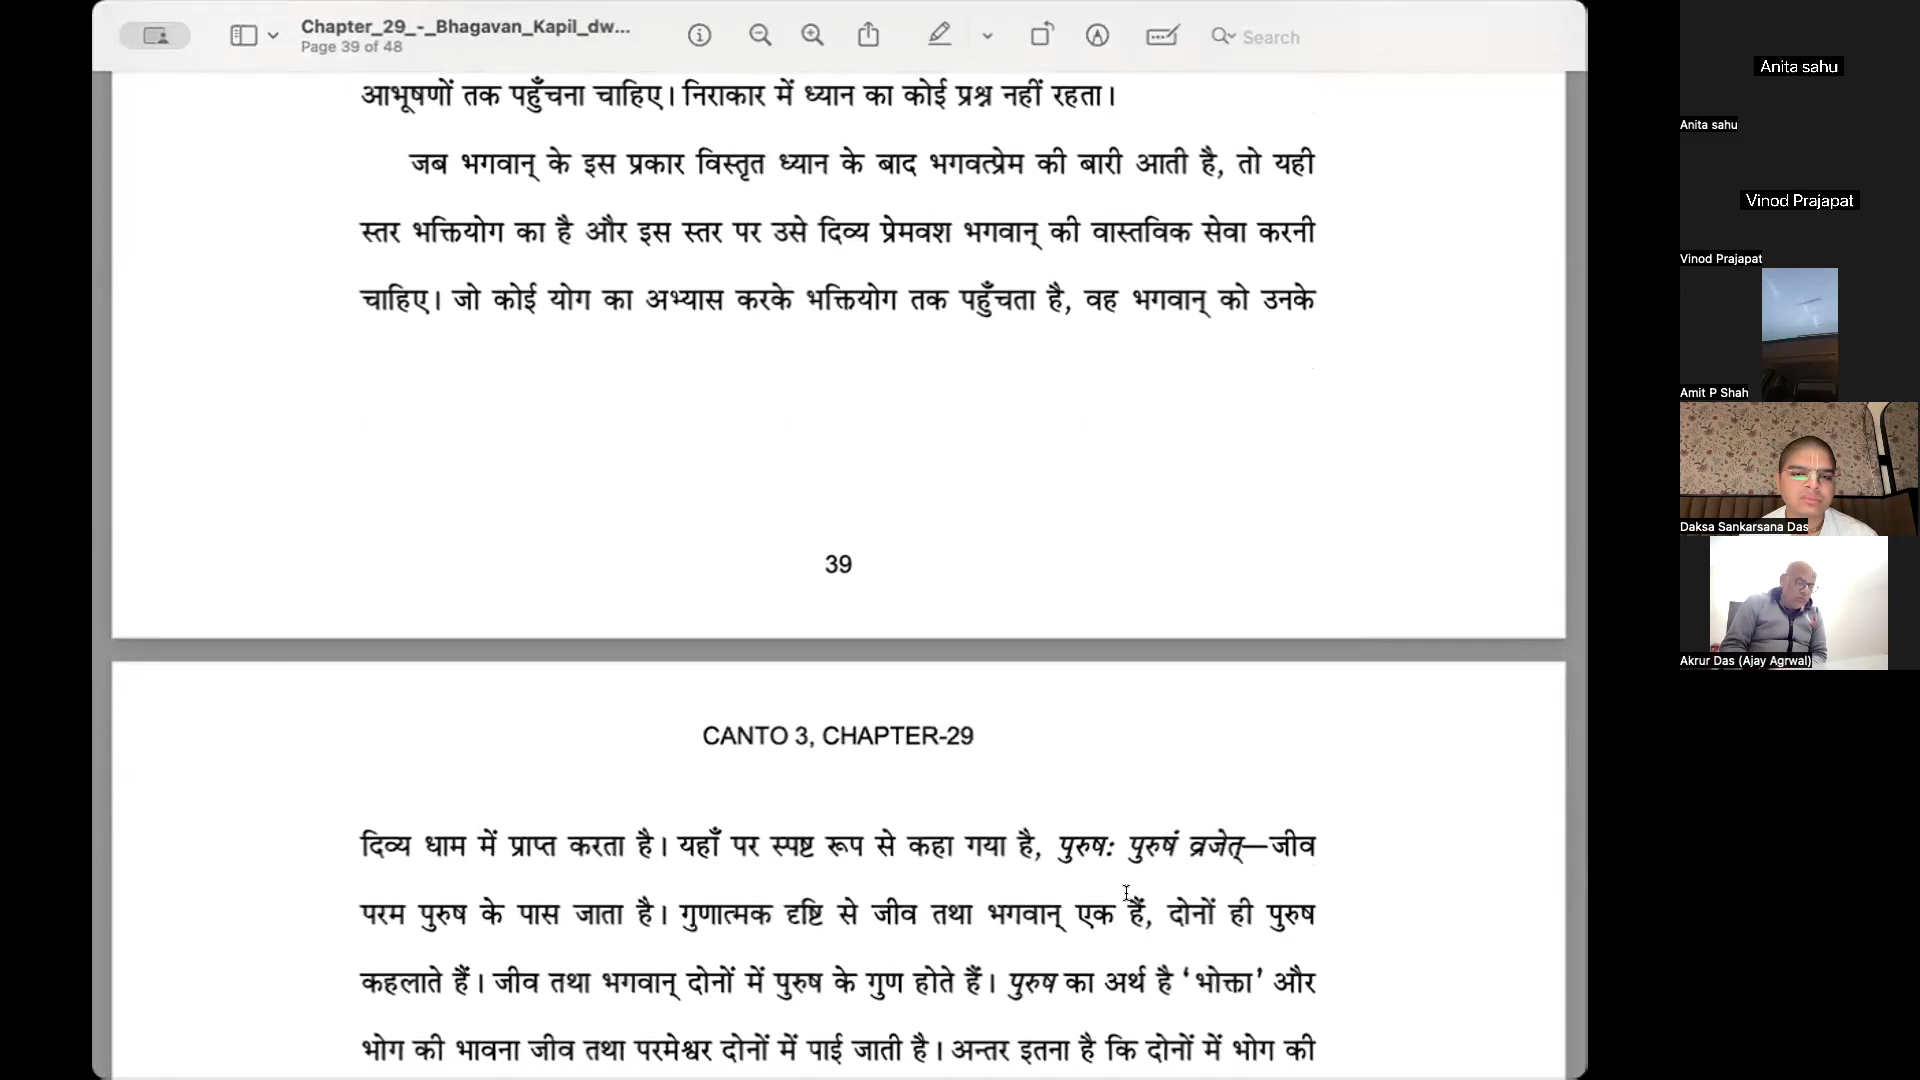 Chapter_29_-_Bhagavan_Kapil_dw...
Page 39 of 48
Search
आभूषणों तक पहुँचना चाहिए। निराकार में ध्यान का कोई प्रश्न नहीं रहता।
जब भगवान् के इस प्रकार विस्तृत ध्यान के बाद भगवत्प्रेम की बारी आती है, तो यही
स्तर भक्तियोग का है और इस स्तर पर उसे दिव्य प्रेमवश भगवान् की वास्तविक सेवा करनी
चाहिए। जो कोई योग का अभ्यास करके भक्तियोग तक पहुँचता है, वह भगवान् को उनके
39
CANTO 3, CHAPTER-29
दिव्य धाम में प्राप्त करता है। यहाँ पर स्पष्ट रूप से कहा गया है, पुरुषः पुरुषं व्रजेत्—जीव
परम पुरुष के पास जाता है। गुणात्मक दृष्टि से जीव तथा भगवान् एक हैं, दोनों ही पुरुष
कहलाते हैं। जीव तथा भगवान् दोनों में पुरुष के गुण होते हैं। पुरुष का अर्थ है ‘भोक्ता’ और
भोग की भावना जीव तथा परमेश्वर दोनों में पाई जाती है। अन्तर इतना है कि दोनों में भोग की
Anita sahu
Anita sahu
Vinod Prajapat
Vinod Prajapat
Amit P Shah
Daksa Sankarsana Das
Akrur Das (Ajay Agrwal)